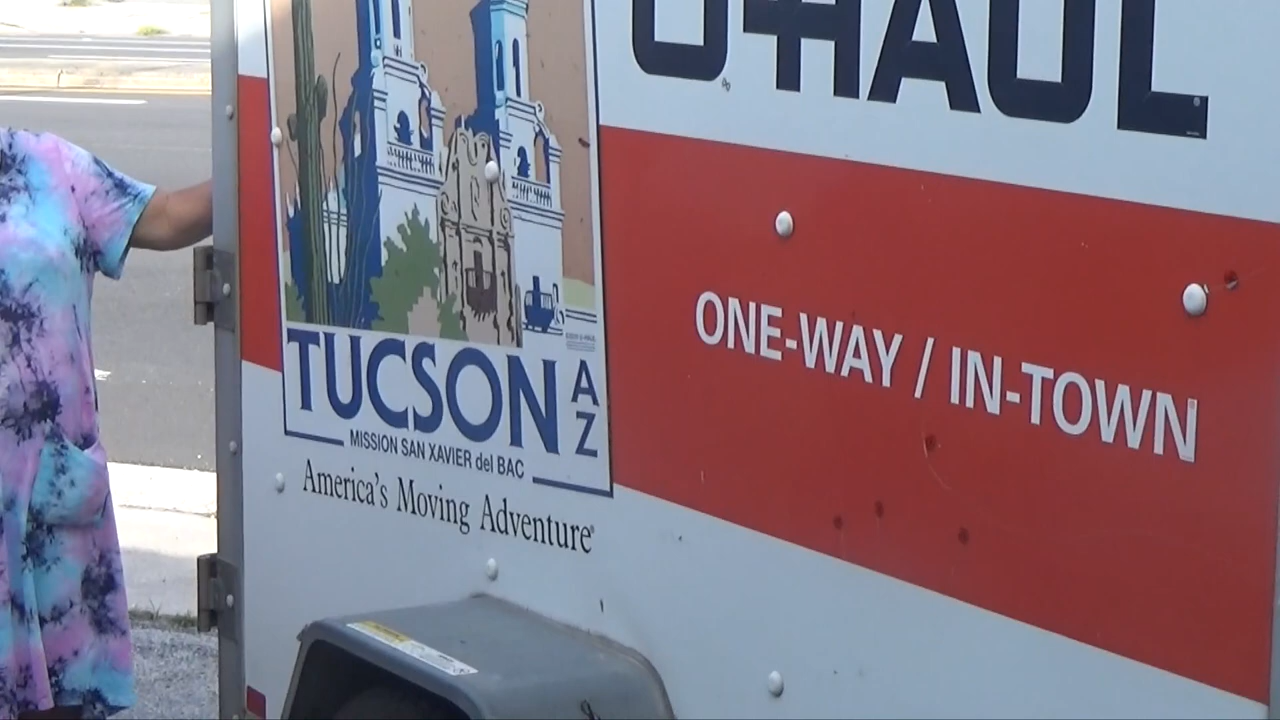 U-HAUL
ONE-WAY / IN-TOWN
TUCSON AZ
MISSION SAN XAVIER del BAC
America's Moving Adventure®